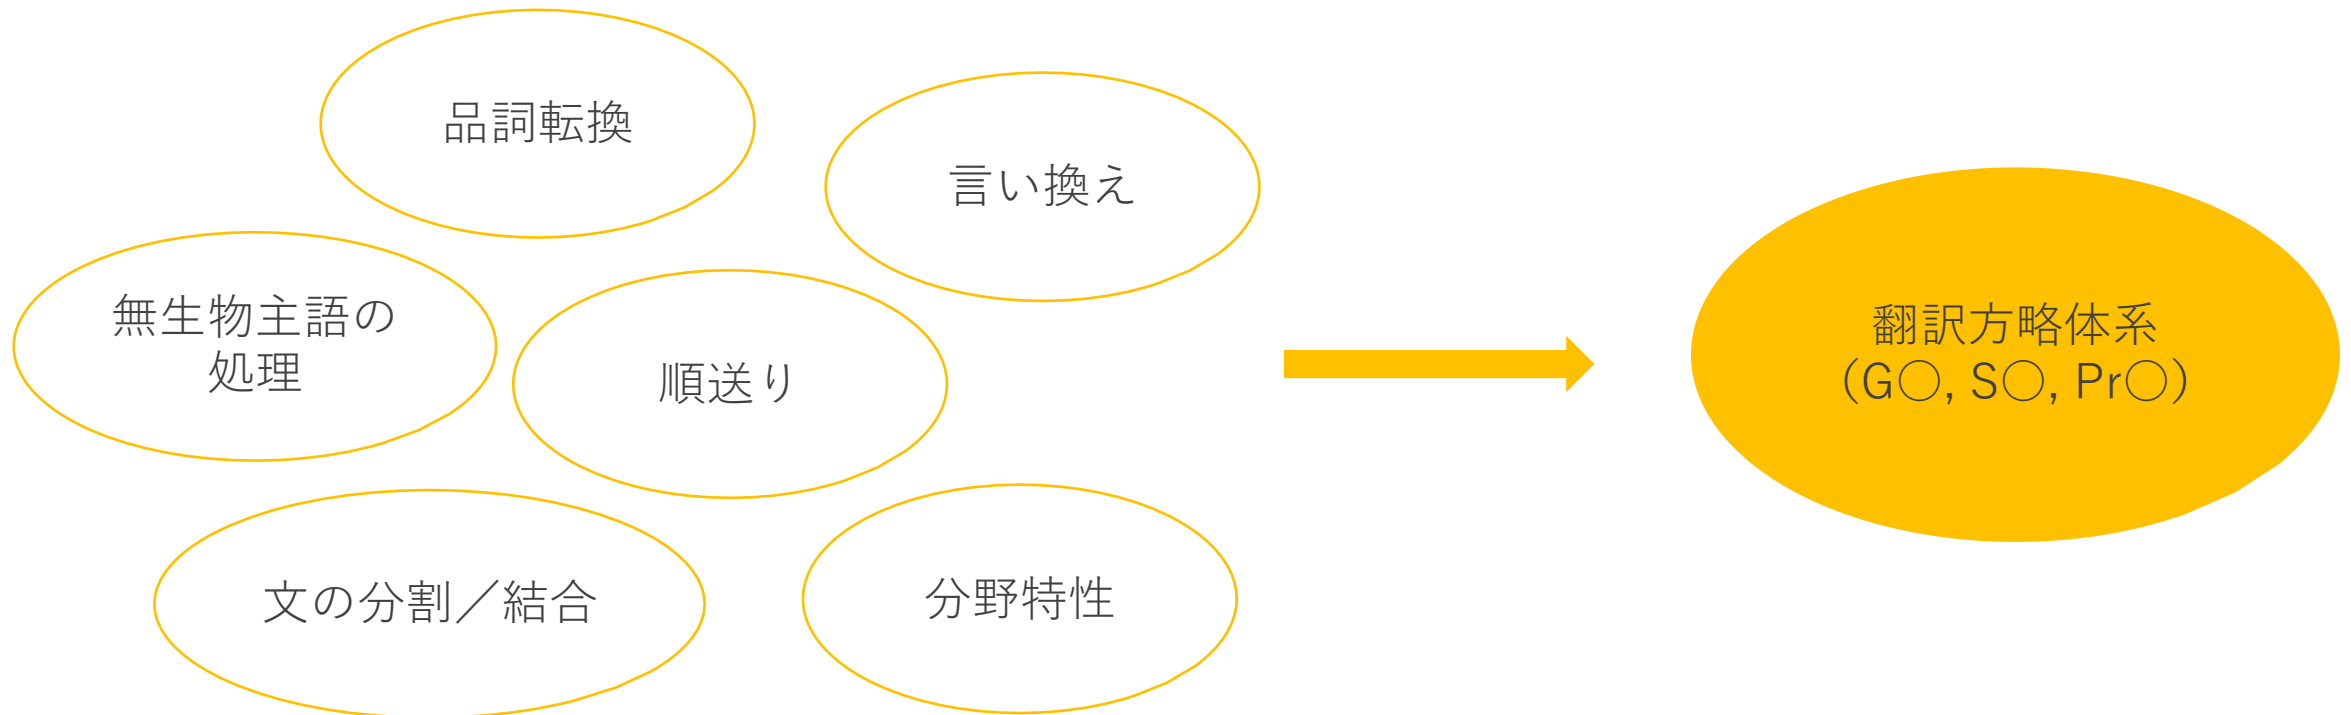 品詞転換
言い換え
無生物主語の
処理
順送り
文の分割／結合
分野特性
翻訳方略体系
（G〇, S〇, Pr〇）